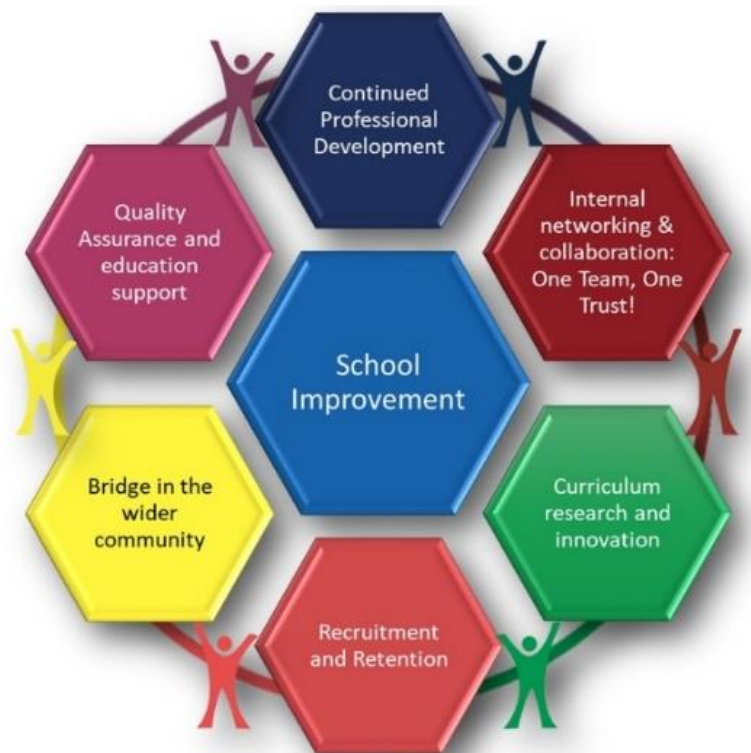 Continued
Professional
Development
Internal
networking &
collaboration:
One Team, One
Trust!
Curriculum
research and
innovation
Recruitment
and Retention
Bridge in the
wider
community
Quality
Assurance and
education
support
School
Improvement